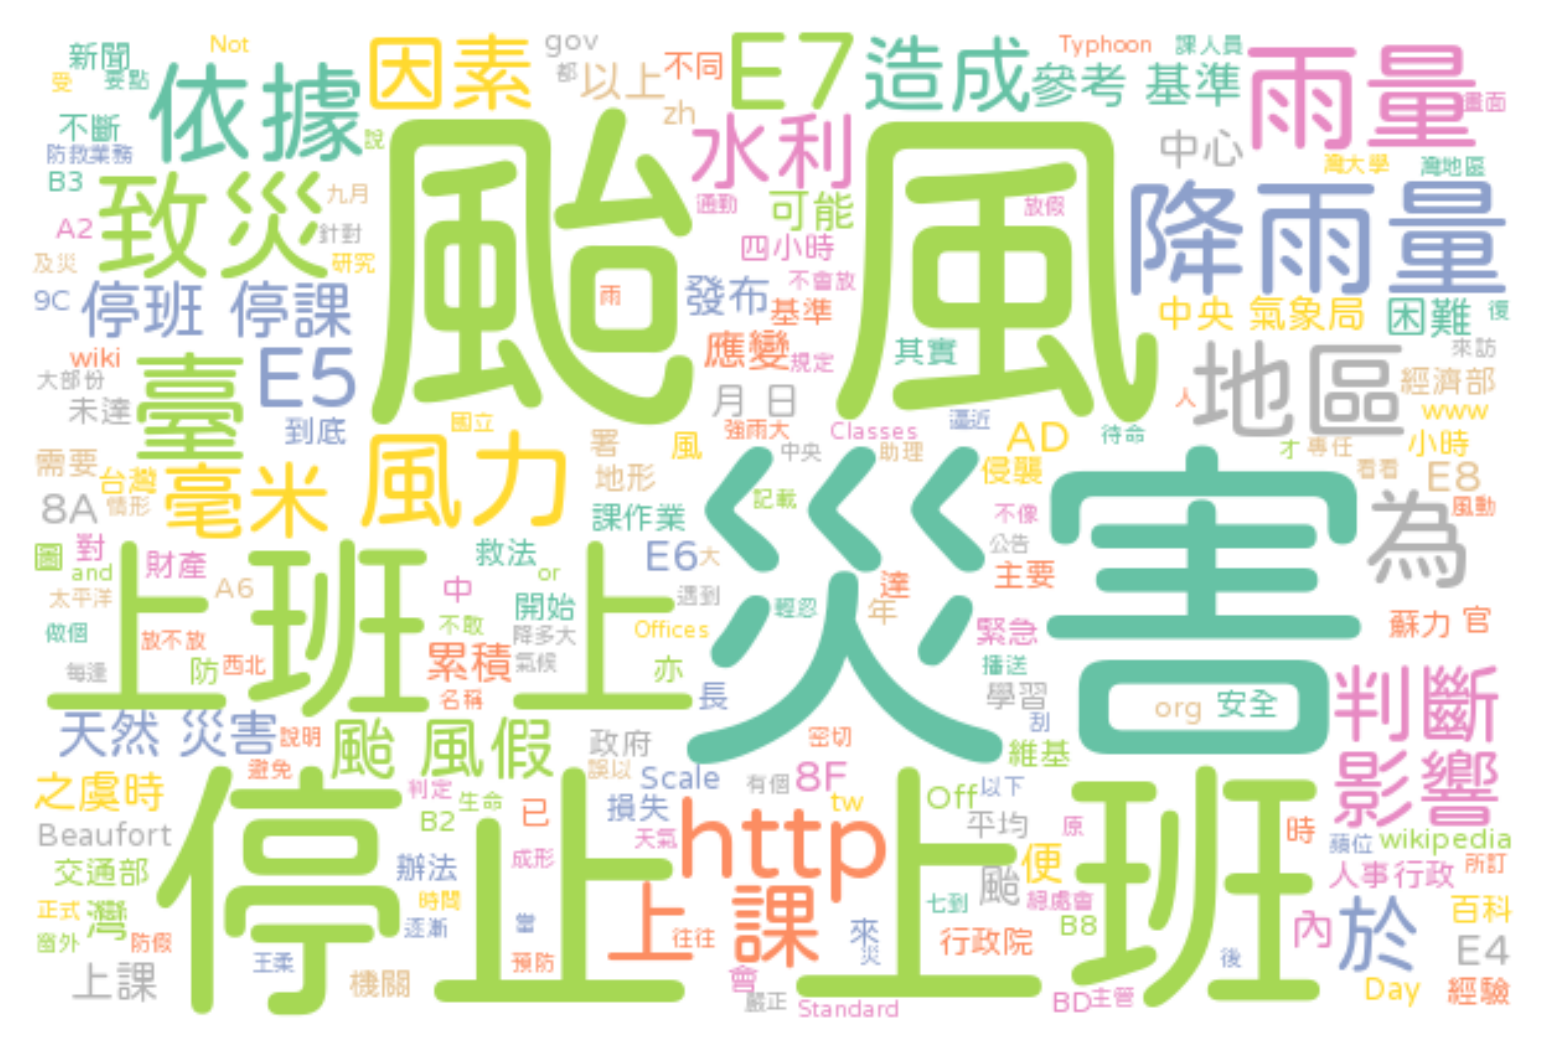 新聞
Not
因素
gov
都
以上
不同
E7
造成
Typhoon
課人員
參考 基準
雨量
畫面
受
要點
依據
zh
水利
中心
不斷
防救業務
說
颱風
灣大學
灣地區
B3
致災
九月
通動
可能
放假
降雨量
A2
針對
四小時
及災
研究
不會放
9C
停班 停課
雨
發布
基準
中央 氣象局
困難
復
wiki
臺
E5
應變
規定
其實
來訪
大部份
地區
經濟部
未達
月 日
人
www
到底
國立
強雨大
Classes
逼近
AD
待命
需要
台灣
毫米
風力
署
風
中央
助理
才
專任
小時
地形
災害
侵襲
看看
E8
8A
情形
記載
為
風動
課作業
不像
圖
對
財產
上班
救法
上
E6
大
公告
and
or
達
主要
太平洋
A6
中
開始
遇到
輕忽
年
做個
放不放
不敢
降多大
Offices
緊急
蘇力 官
每逢
防
西北
累積
氣候
亦
播送
名稱
長
學習
org
安全
判斷
天然 災害
說明
颱 風假
政府
密切
刮
維基
避免
誤以
Scale
有個
8F
影響
之虞時
停止
判定
生命
已
損失
tw
Off
以下
Beaufort
B2
天氣
http
上班
平均
原
時
蘋位
wikipedia
交通部
辦法
成形
颱
便
人事行政
所訂
正式
灣
時間
當
上
課
七到
總處會
內
於
百科
窗外
防假
逐漸
往往
來
災
行政院
B8
E4
上課
王柔
機關
預防
會
後
嚴正
Standard
BD
主管
Day
經驗